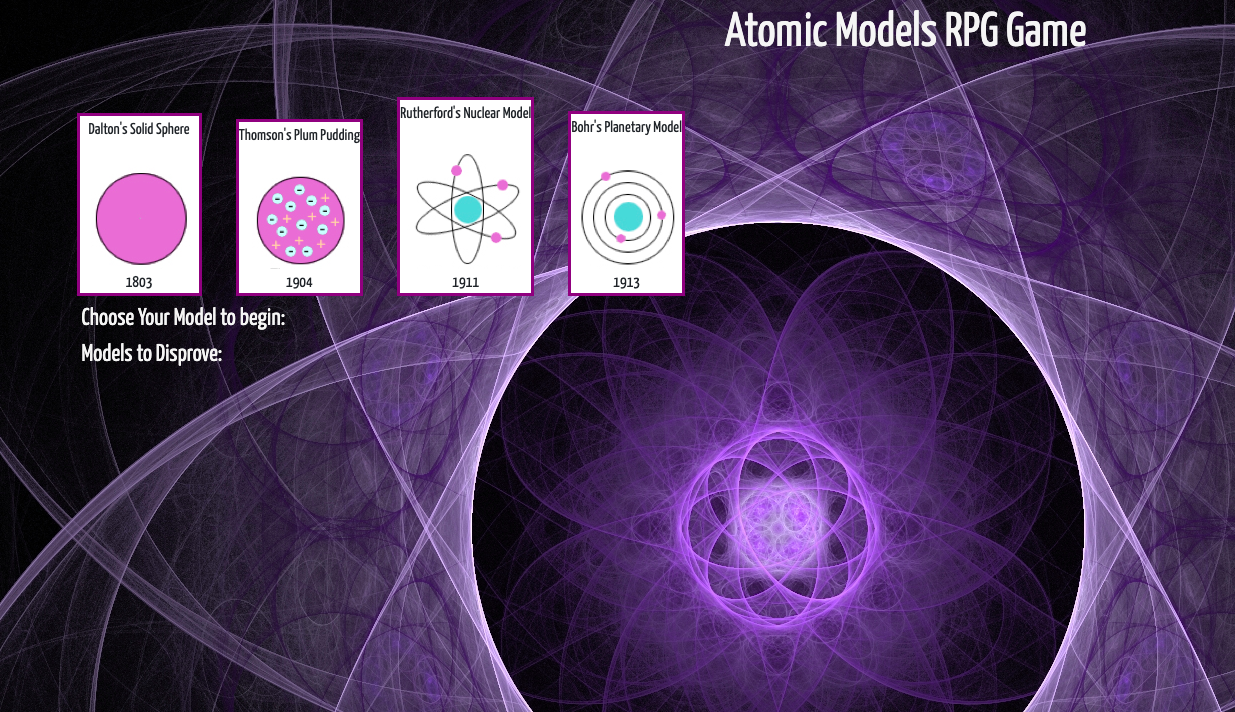 Atomic Models RPG Game
Dalton's Solid Sphere
1803
Thomson's Plum Pudding
1904
Rutherford's Nuclear Model
1911
Bohr's Planetary Model
1913
Choose Your Model to begin:
Models to Disprove: